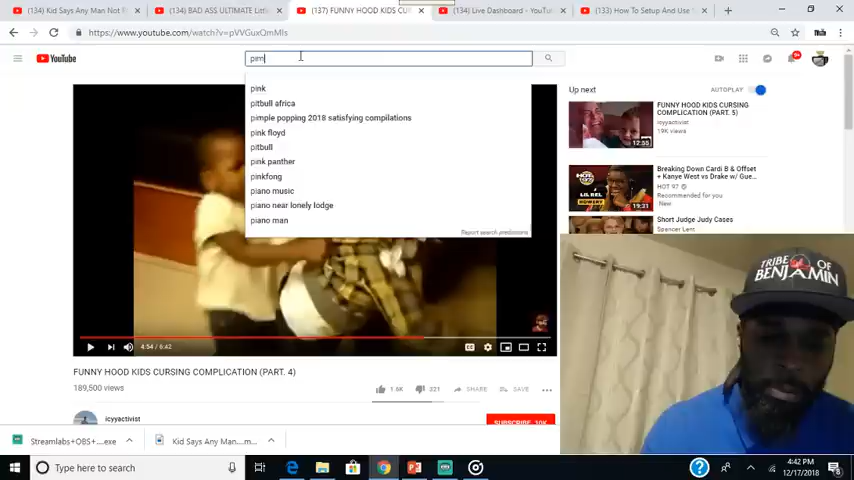 (134) Kid Says Any Man Not F
(134) BAD ASS ULTIMATE Littl
(137) FUNNY HOOD KIDS CUR
(134) Live Dashboard - YouTub
(133) How To Setup And Use
https://www.youtube.com/watch?v=pVVGuxQmMls
YouTube
pim
pink
pitbull africa
pimple popping 2018 satisfying compilations
pink floyd
pitbull
pink panther
pinkfong
piano music
piano near lonely lodge
piano man
Report search predictions
Up next
AUTOPLAY
FUNNY HOOD KIDS CURSING
COMPLICATION (PART. 5)
19K views
12:55
Breaking Down Cardi B & Offset
+ Kanye West vs Drake w/ Gue...
HOT 97
Recommended for you
New
19:31
Short Judge Judy Cases
Spencer Lent
TRIBE OF
BENJAMIN
4:54 / 6:42
FUNNY HOOD KIDS CURSING COMPLICATION (PART. 4)
189,500 views
1.6K
321
SHARE
SAVE
icyyactivist
SUBSCRIBE 30K
Streamlabs+OBS+....exe
Kid Says Any Man....m...
Type here to search
4:42 PM
12/17/2018